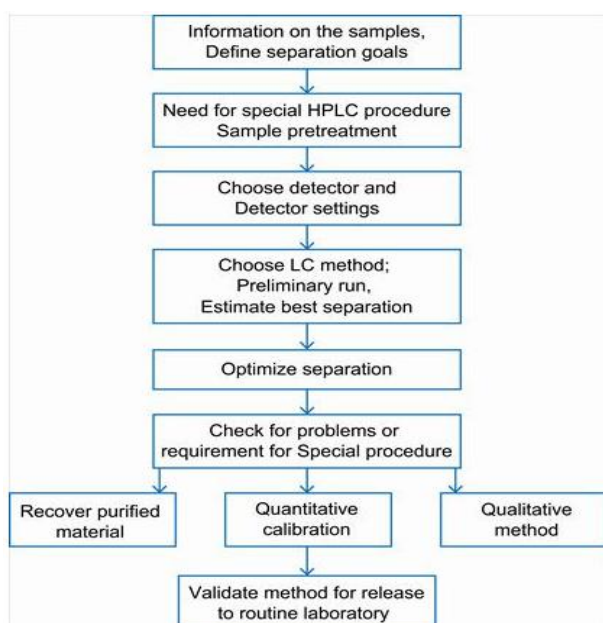 Information on the samples,
Define separation goals
Need for special HPLC procedure
Sample pretreatment
Choose detector and
Detector settings
Choose LC method;
Preliminary run,
Estimate best separation
Optimize separation
Check for problems or
requirement for Special procedure
Recover purified
material
Quantitative
calibration
Qualitative
method
Validate method for release
to routine laboratory